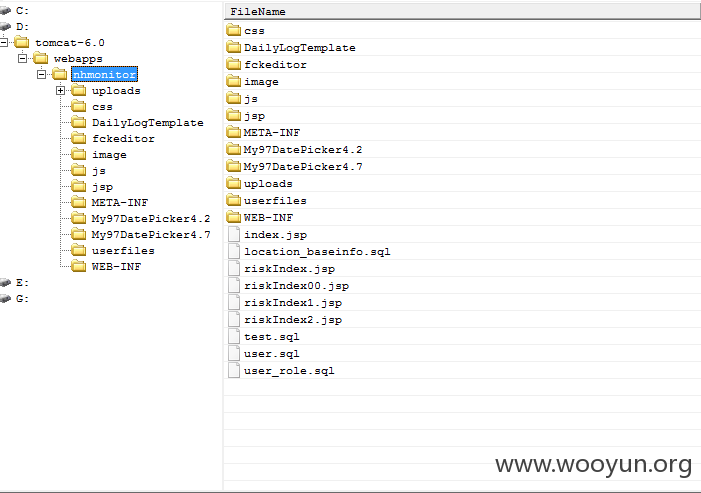 C:
D:
tomcat-6.0
webapps
nhmonitor
uploads
css
DailyLogTemplate
fckeditor
image
js
jsp
META-INF
My97DatePicker4.2
My97DatePicker4.7
userfiles
WEB-INF
E:
G:
FileName
css
DailyLogTemplate
fckeditor
image
js
jsp
META-INF
My97DatePicker4.2
My97DatePicker4.7
uploads
userfiles
WEB-INF
index.jsp
location_baseinfo.sql
riskIndex.jsp
riskIndex00.jsp
riskIndex1.jsp
riskIndex2.jsp
test.sql
user.sql
user_role.sql
www.wooyun.org